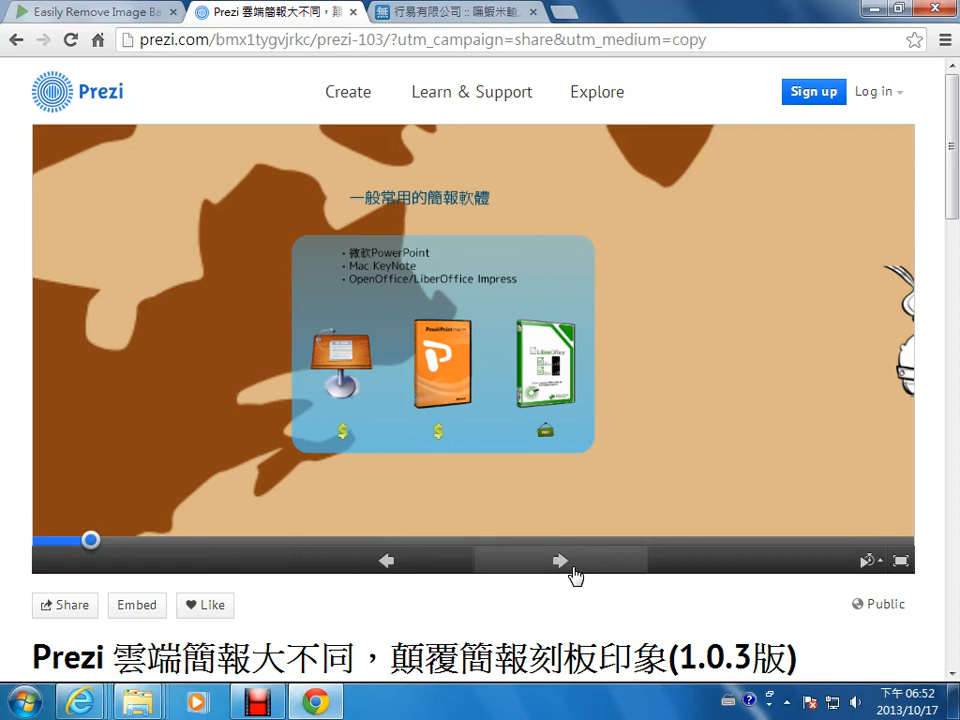 Easily Remove Image Ba
Prezi 雲端簡報大不同，顛
行易有限公司 :: 嘸蝦米輸
prezi.com/bmx1tygvjrkc/prezi-103/?utm_campaign=share&utm_medium=copy
Prezi
Create
Learn & Support
Explore
Sign up
Log in
一般常用的簡報軟體
• 微軟PowerPoint
• Mac KeyNote
• OpenOffice/LiberOffice Impress
PowerPoint
LibreOffice
Share
Embed
Like
Public
Prezi 雲端簡報大不同，顛覆簡報刻板印象(1.0.3版)
下午 06:52
2013/10/17